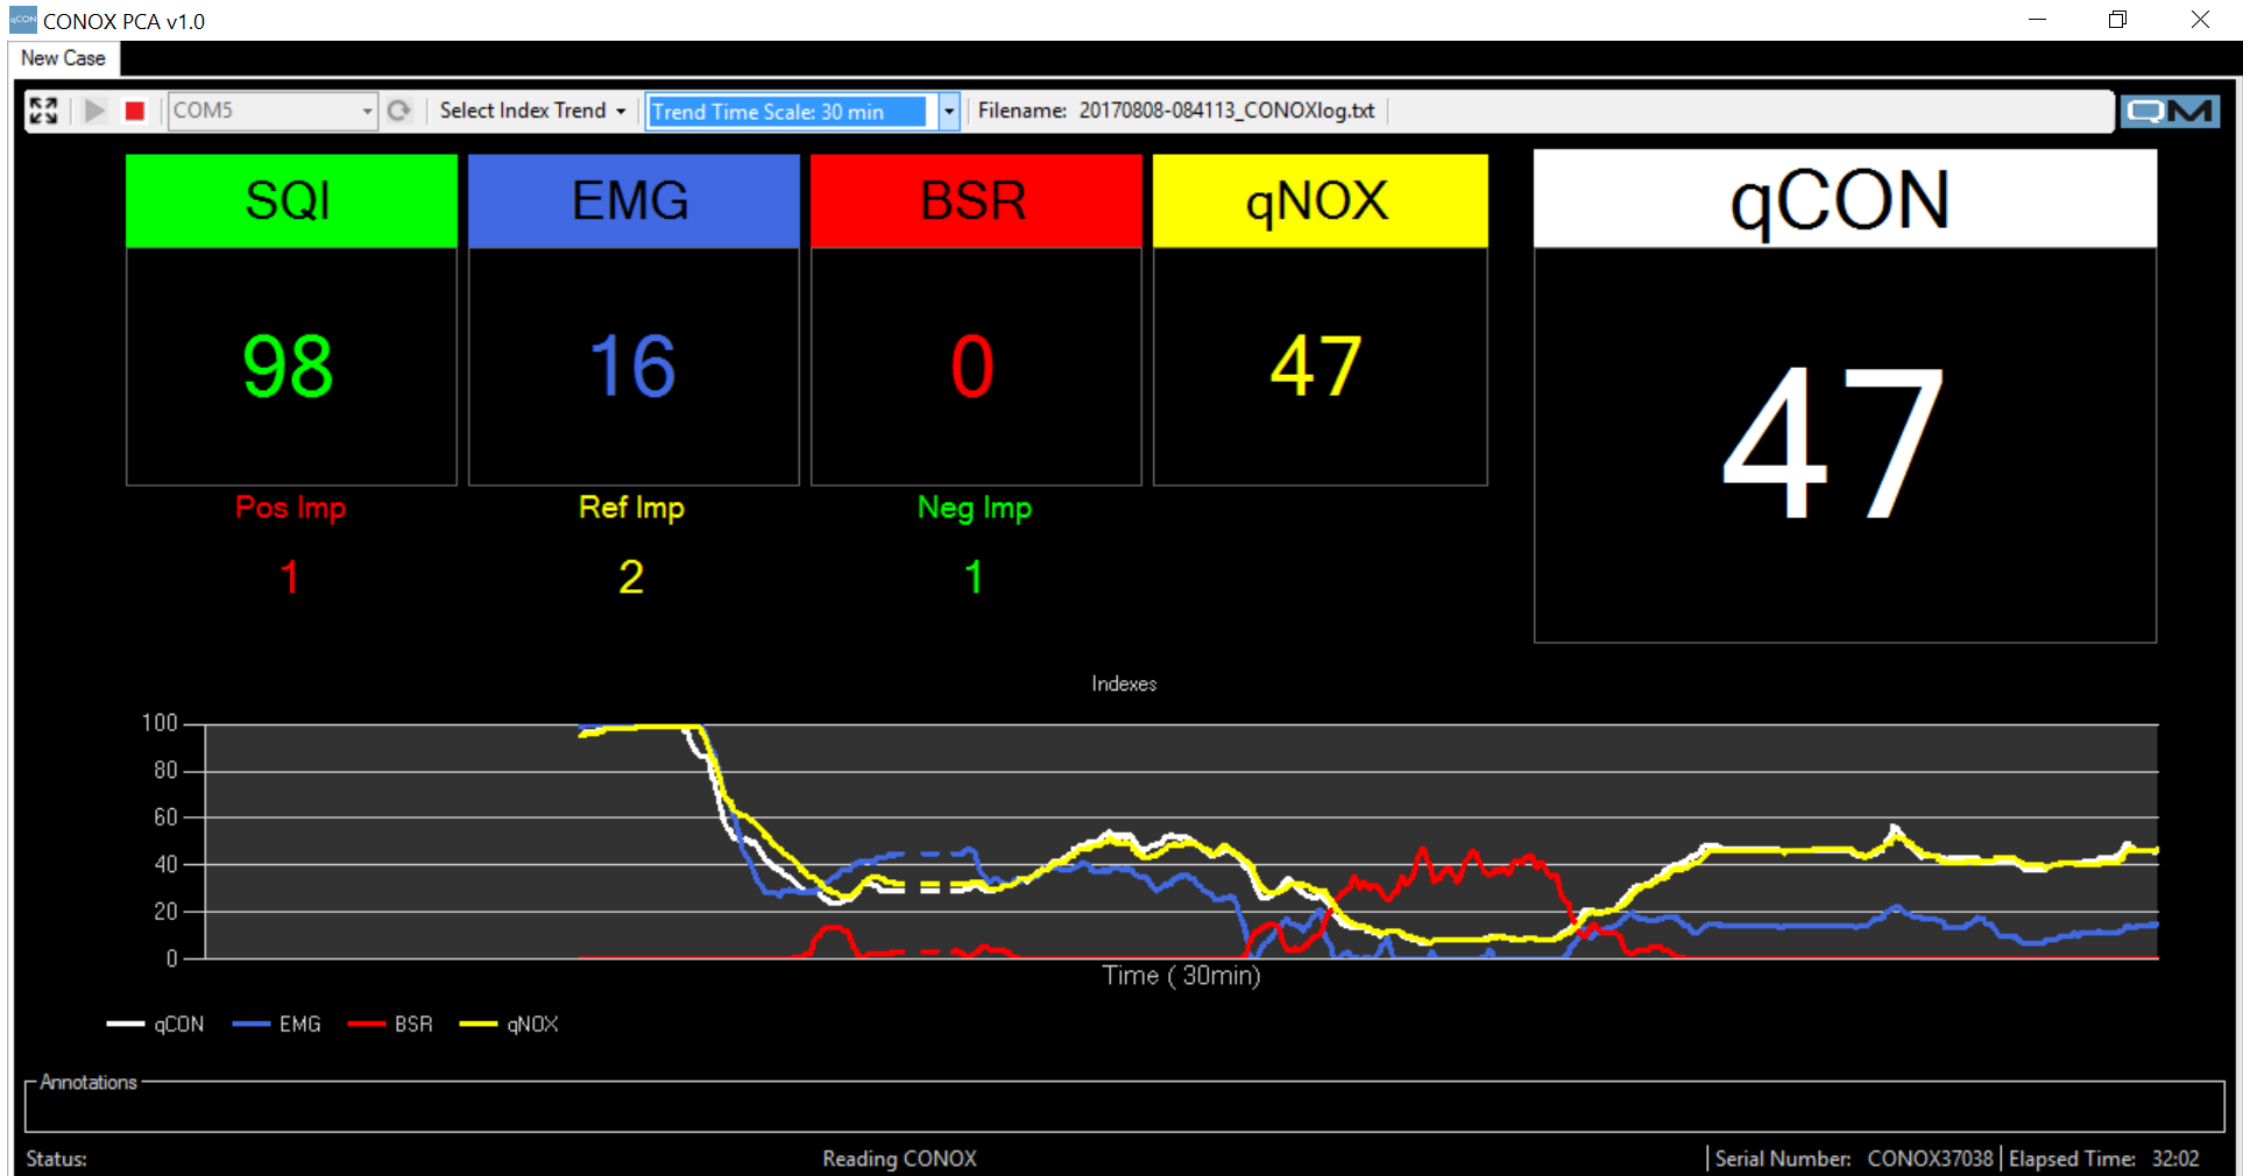 qCON CONOX PCA v1.0
New Case
COM5 Select Index Trend Trend Time Scale: 30 min Filename: 20170808-084113_CONOXlog.txt QM
SQI EMG BSR qNOX qCON
98 16 0 47 47
Pos Imp Ref Imp Neg Imp
1 2 1
Indexes
100
80
60
40
20
0
Time ( 30min)
qCON EMG BSR qNOX
Annotations
Status: Reading CONOX Serial Number: CONOX37038 Elapsed Time: 32:02